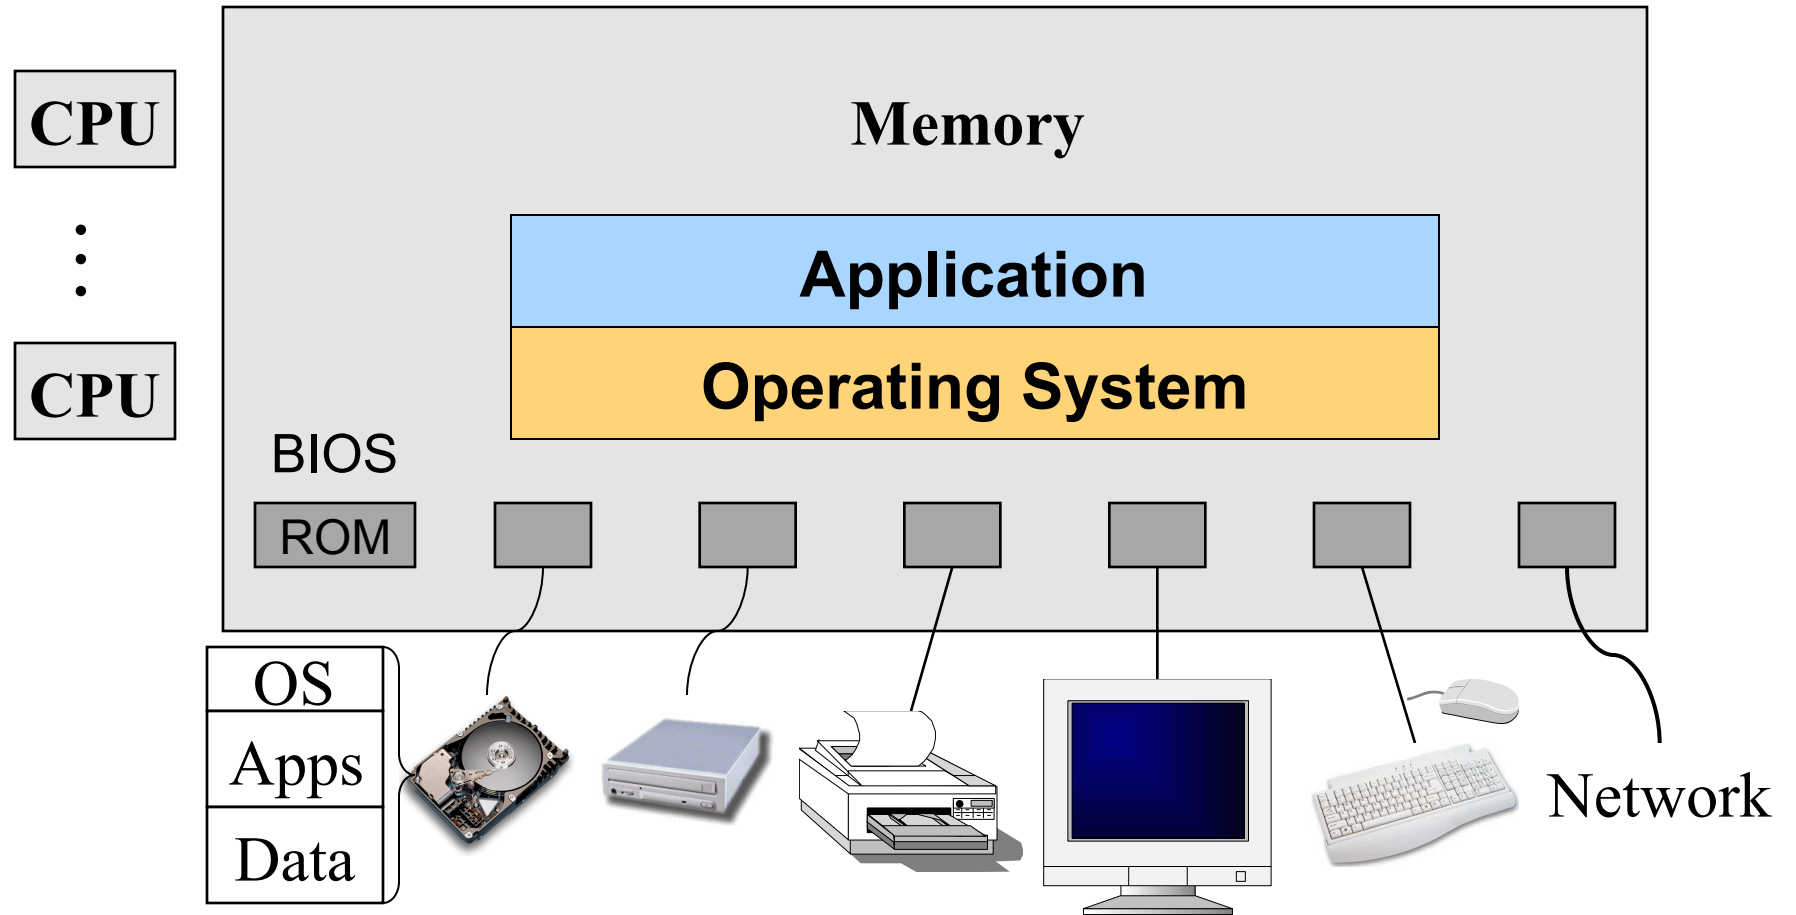 CPU
Memory
Application
CPU
Operating System
BIOS
ROM
OS
Apps
Data
Network